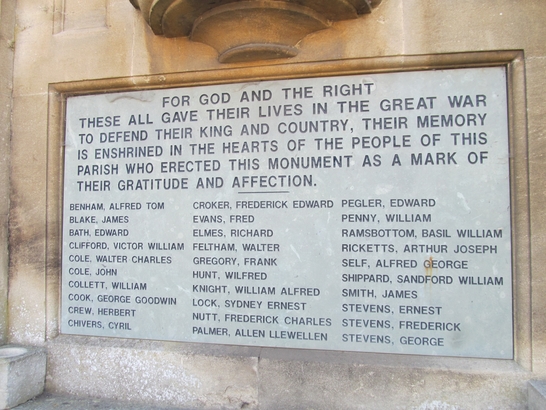 FOR GOD AND THE RIGHT
THESE ALL GAVE THEIR LIVES IN THE GREAT WAR
TO DEFEND THEIR KING AND COUNTRY, THEIR MEMORY
IS ENSHRINED IN THE HEARTS OF THE PEOPLE OF THIS
PARISH WHO ERECTED THIS MONUMENT AS A MARK OF
THEIR GRATITUDE AND AFFECTION.
BENHAM, ALFRED TOM
BLAKE, JAMES
BATH, EDWARD
CLIFFORD, VICTOR WILLIAM
COLE, WALTER CHARLES
COLE, JOHN
COLLETT, WILLIAM
COOK, GEORGE GOODWIN
CREW, HERBERT
CHIVERS, CYRIL
CROKER, FREDERICK EDWARD
EVANS, FRED
ELMES, RICHARD
FELTHAM, WALTER
GREGORY, FRANK
HUNT, WILFRED
KNIGHT, WILLIAM ALFRED
LOCK, SYDNEY ERNEST
NUTT, FREDERICK CHARLES
PALMER, ALLEN LLEWELLEN
PEGLER, EDWARD
PENNY, WILLIAM
RAMSBOTTOM, BASIL WILLIAM
RICKETTS, ARTHUR JOSEPH
SELF, ALFRED GEORGE
SHIPPARD, SANDFORD WILLIAM
SMITH, JAMES
STEVENS, ERNEST
STEVENS, FREDERICK
STEVENS, GEORGE